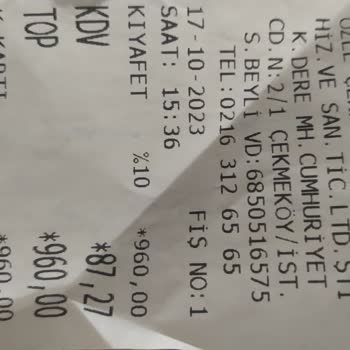 HİZ.VE SAN.TİC.LTD.ŞTİ
K.DERE MH.CUMHURİYET
CD.N:2/1 ÇEKMEKÖY/İST.
S.BEYLİ VD:6850516575
TEL:0216 312 65 65
17-10-2023 FİŞ NO:1
SAAT: 15:36
KIYAFET %10 *960,00
KDV *87,27
TOP *960,00
*960,00